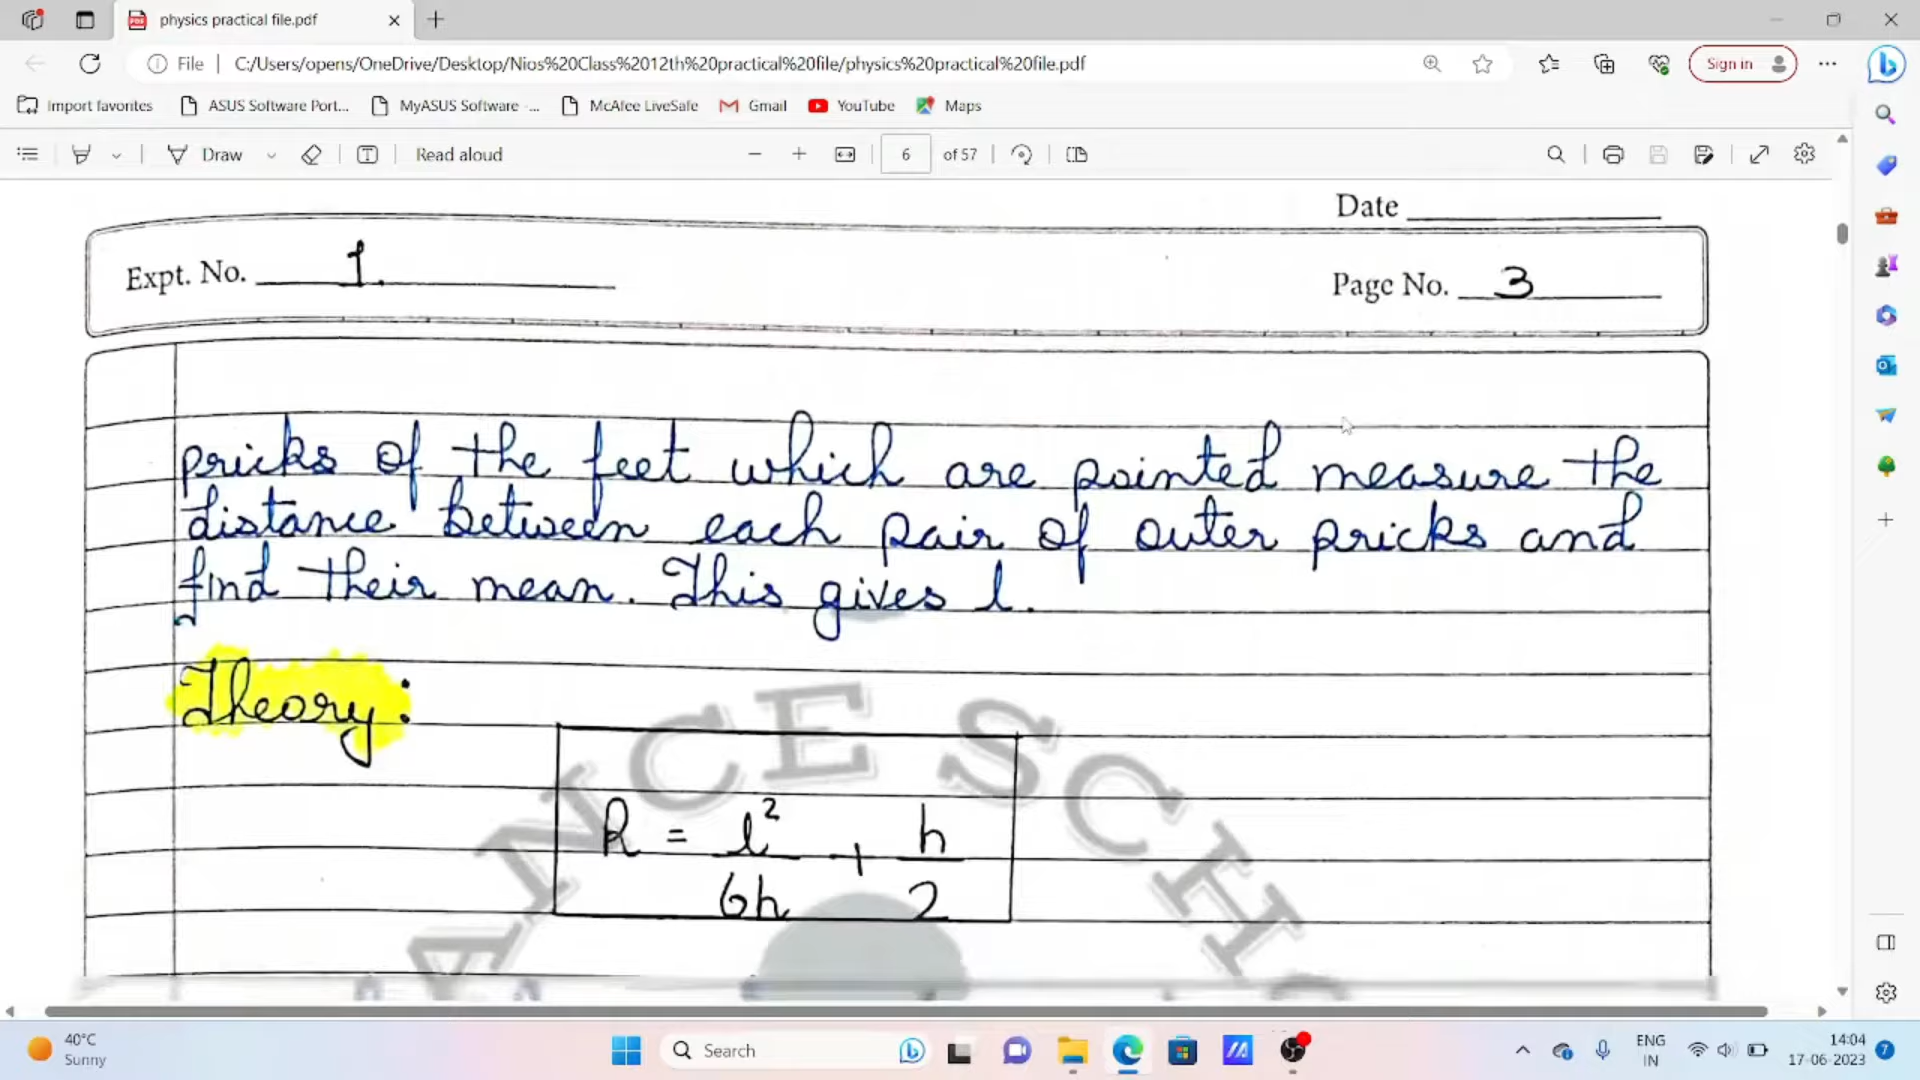 physics practical file.pdf
File
C:/Users/opens/OneDrive/Desktop/Nios%20Class%2012th%20practical%20file/physics%20practical%20file.pdf
Sign in
Import favorites
ASUS Software Port...
MyASUS Software -...
McAfee LiveSafe
Gmail
YouTube
Maps
Draw
Read aloud
6 of 57
Date
Expt. No. 1.
Page No. 3
pricks of the feet which are pointed measure the
distance between each pair of outer pricks and
find their mean. This gives l.
Theory:
R = l²/6h + h/2
ANCE SCHO
40°C
Sunny
Search
ENG
IN
14:04
17-06-2023
7